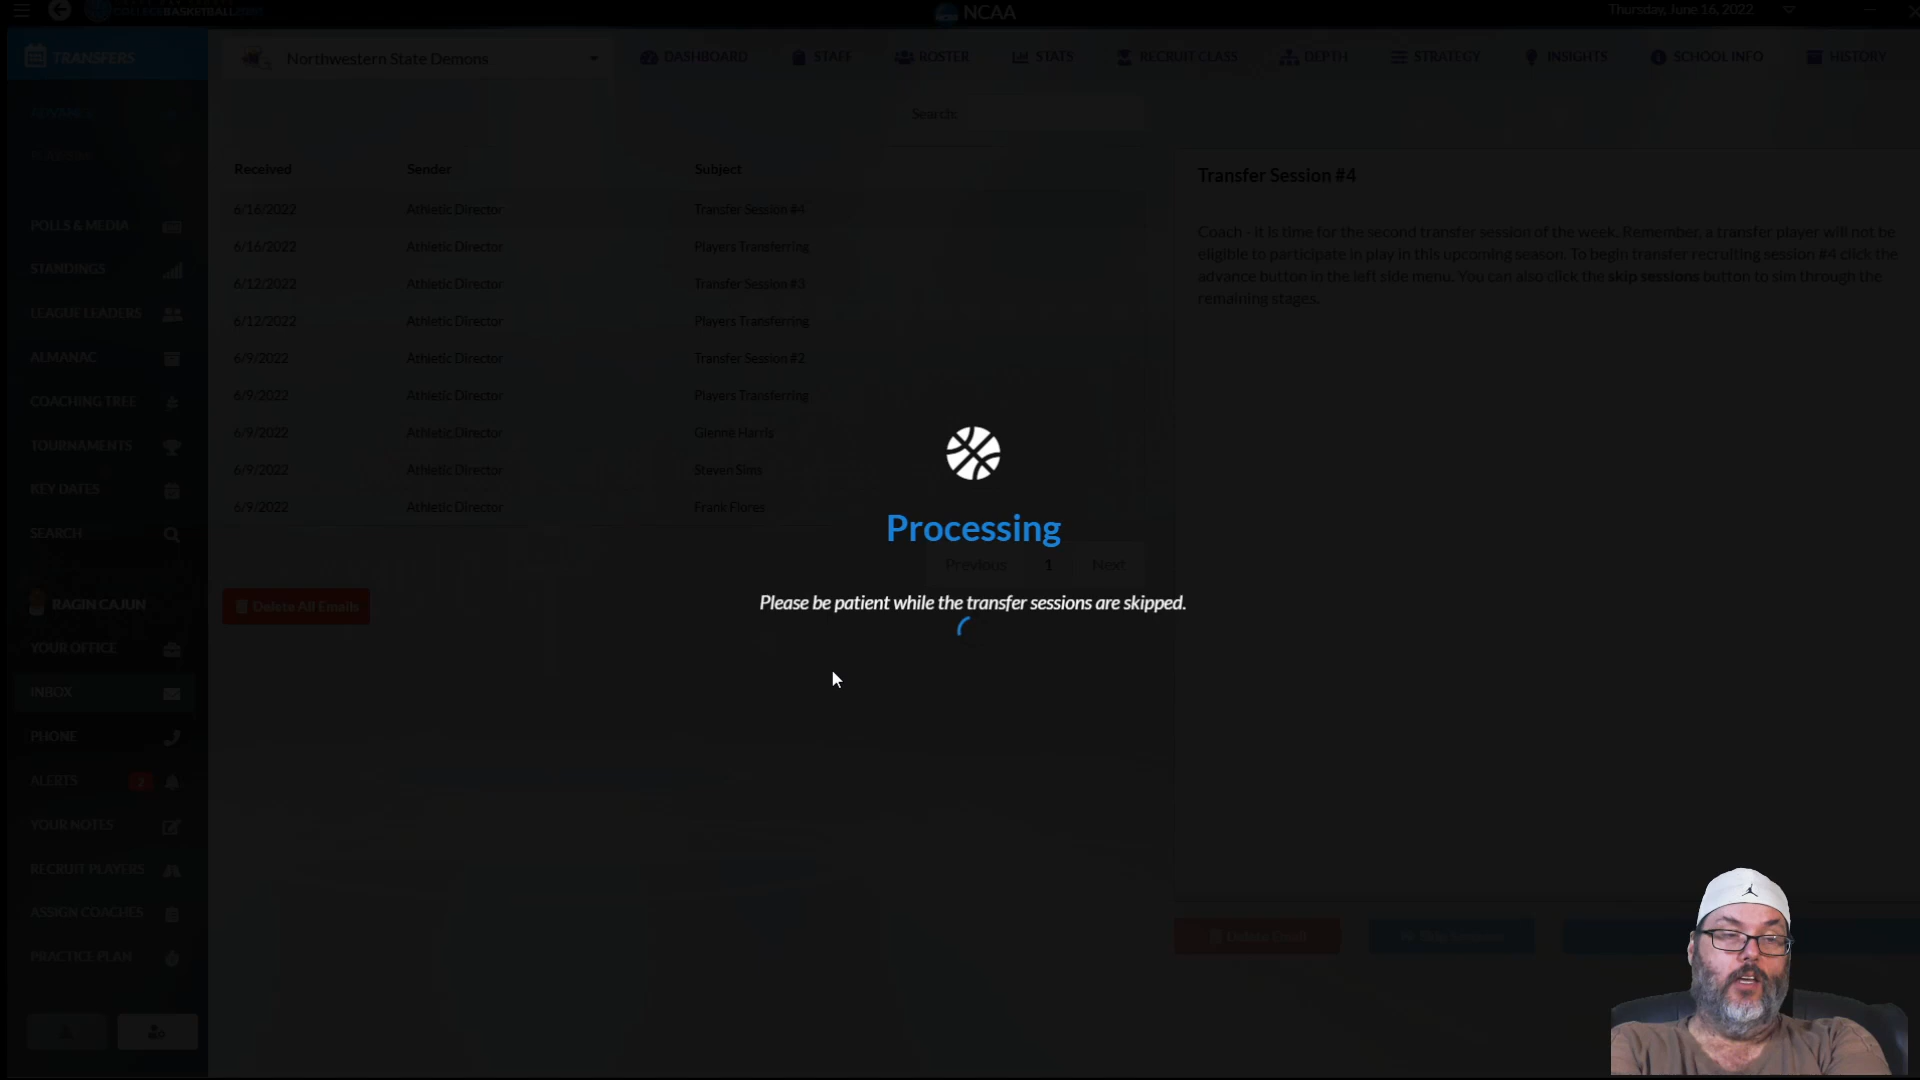 COLLEGE BASKETBALL
NCAA
Thursday, June 16, 2022
TRANSFERS
Northwestern State Demons
DASHBOARD
STAFF
ROSTER
STATS
RECRUIT CLASS
DEPTH
STRATEGY
INSIGHTS
SCHOOL INFO
HISTORY
ADVANCE
Search:
POLLS & MEDIA
STANDINGS
LEAGUE LEADERS
ALMANAC
COACHING TREE
TOURNAMENTS
KEY DATES
SEARCH
RAGIN CAJUN
YOUR OFFICE
INBOX
PHONE
ALERTS 2
YOUR NOTES
RECRUIT PLAYERS
ASSIGN COACHES
PRACTICE PLAN
Received Sender Subject
6/16/2022 Athletic Director Transfer Session #4
6/16/2022 Athletic Director Players Transferring
6/12/2022 Athletic Director Transfer Session #3
6/12/2022 Athletic Director Players Transferring
6/9/2022 Athletic Director Transfer Session #2
6/9/2022 Athletic Director Players Transferring
6/9/2022 Athletic Director Glenne Harris
6/9/2022 Athletic Director Steven Sims
6/9/2022 Athletic Director Frank Flores
Previous 1 Next
Delete All Emails
Transfer Session #4
Coach - it is time for the second transfer session of the week. Remember, a transfer player will not be
eligible to participate in play in this upcoming season. To begin transfer recruiting session #4 click the
advance button in the left side menu. You can also click the skip sessions button to sim through the
remaining stages.
Delete Email
Skip Sessions
Processing
Please be patient while the transfer sessions are skipped.